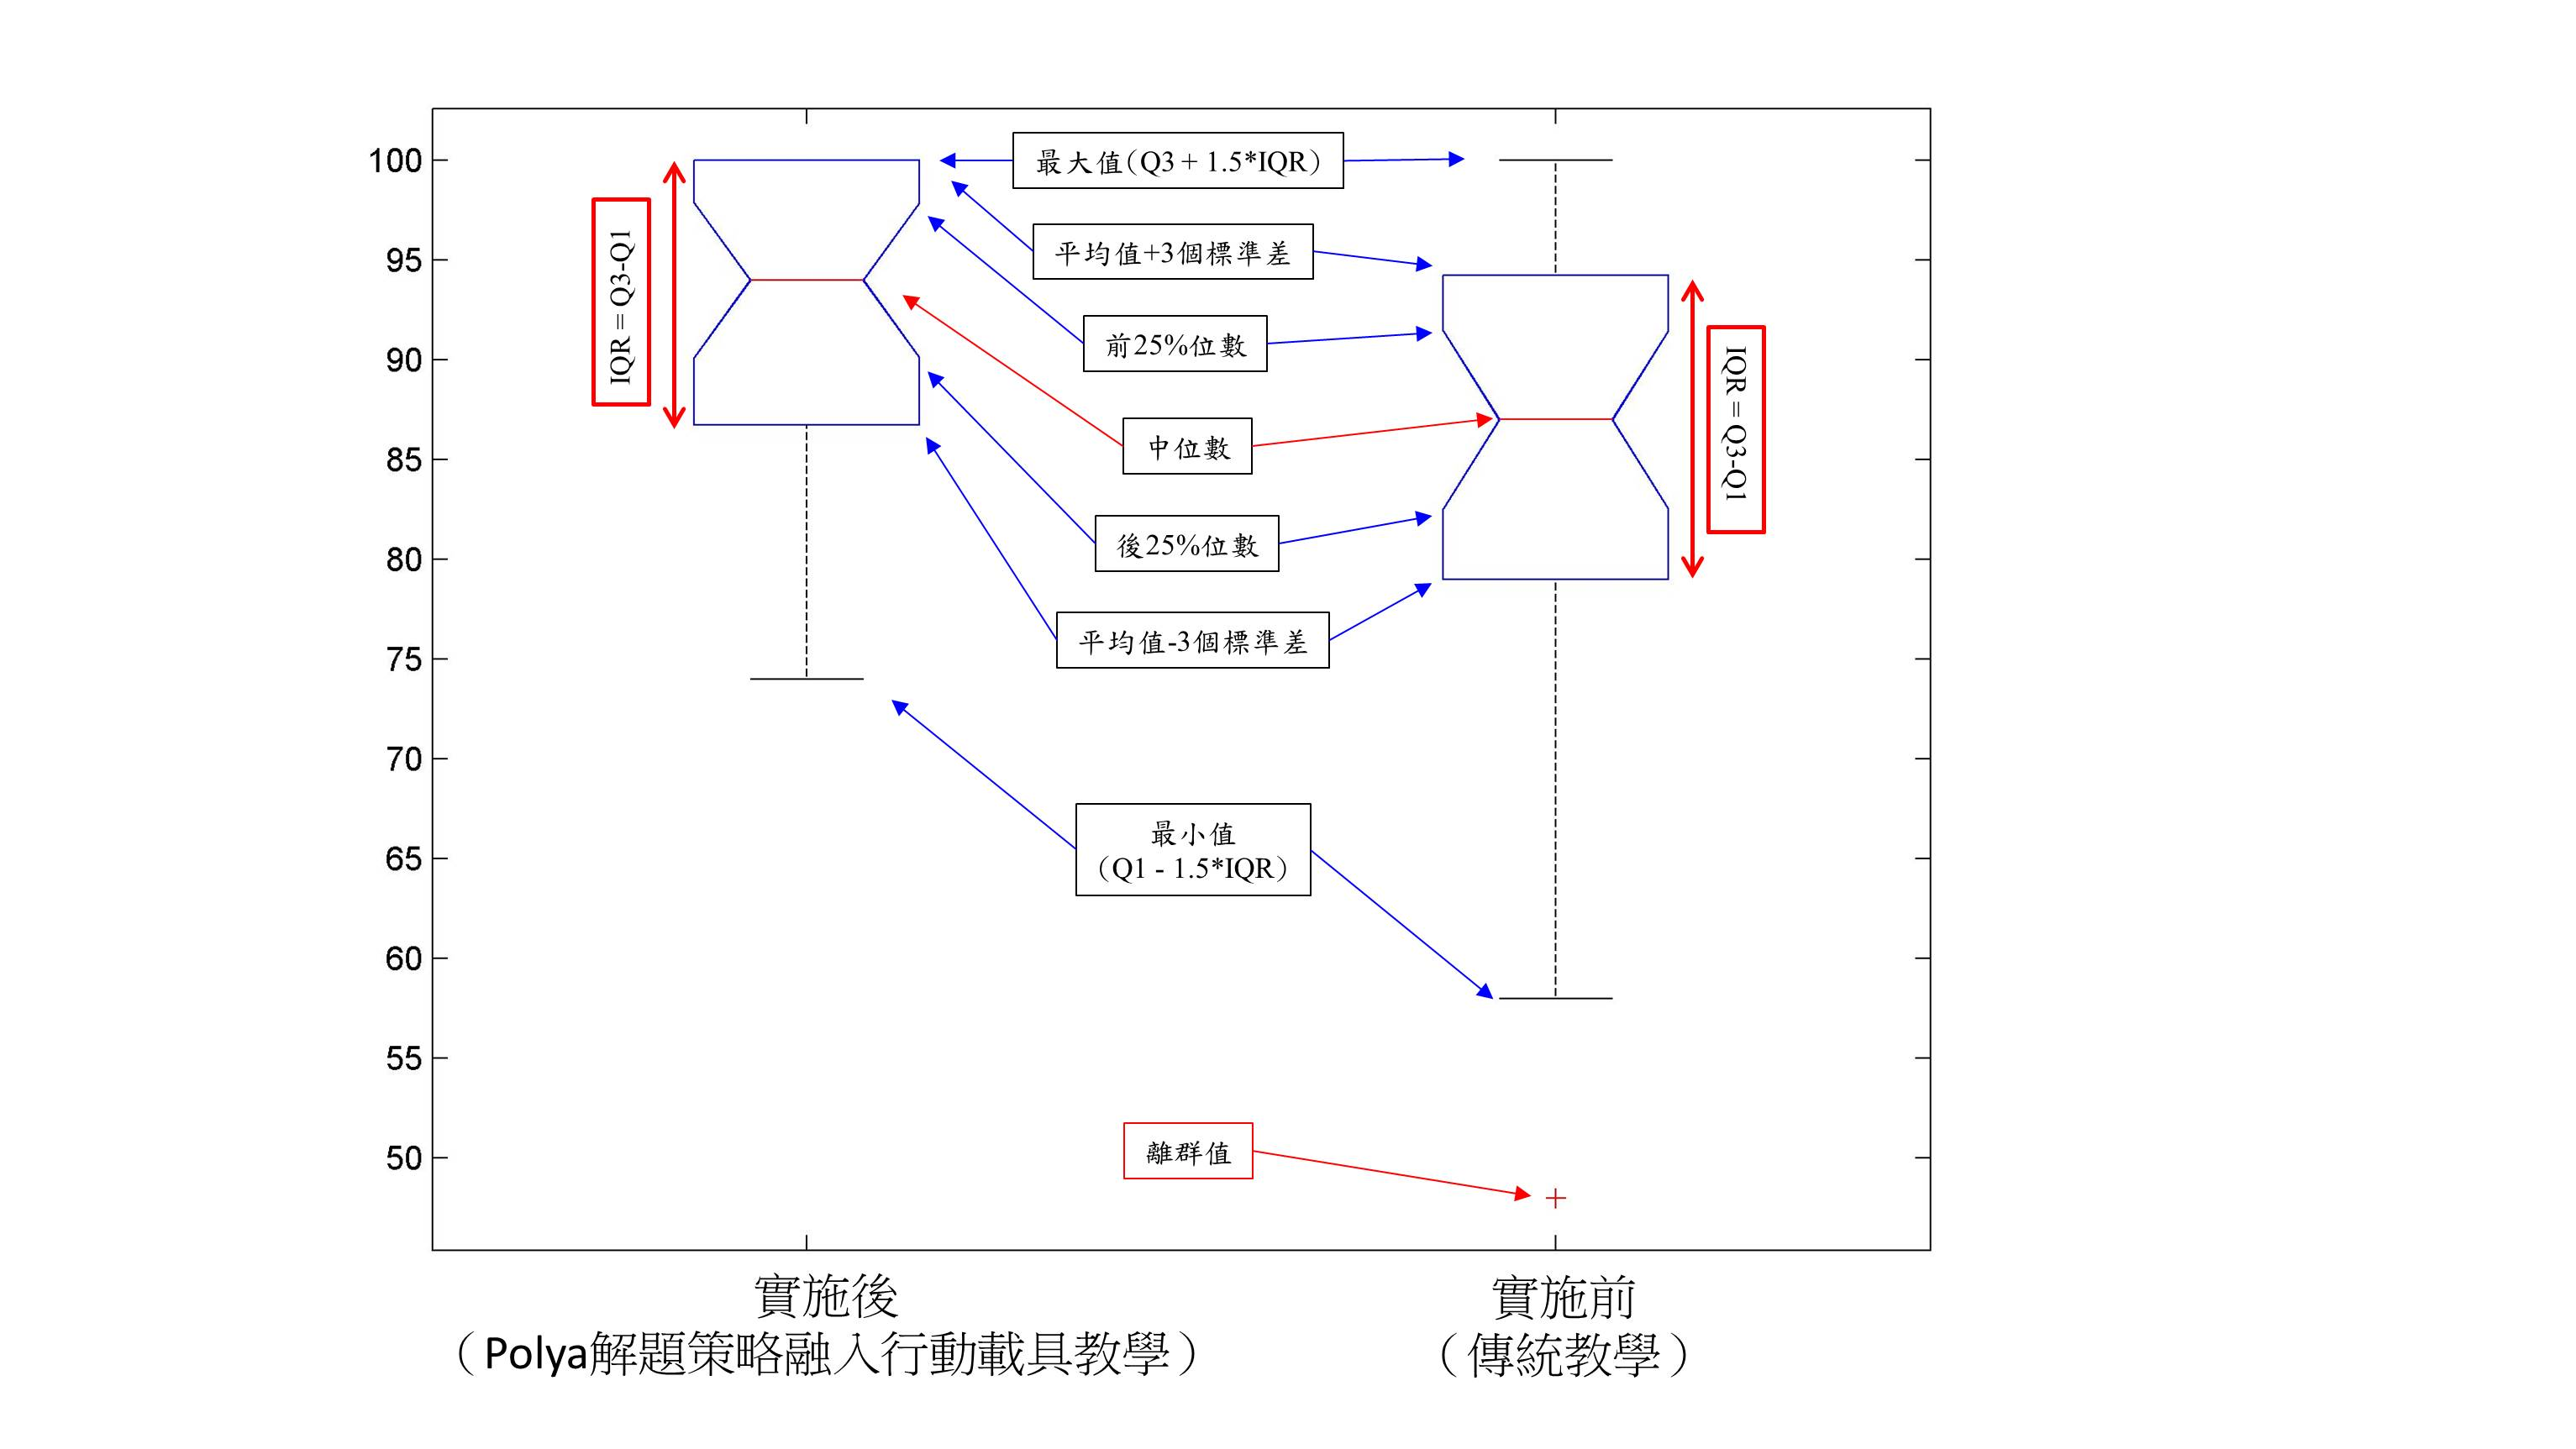 100
95
90
85
80
75
70
65
60
55
50
IQR = Q3-Q1
最大值(Q3 + 1.5*IQR)
平均值+3個標準差
前25%位數
中位數
後25%位數
平均值-3個標準差
最小值
(Q1 - 1.5*IQR)
離群值
IQR = Q3-Q1
實施後
（Polya解題策略融入行動載具教學）
實施前
（傳統教學）